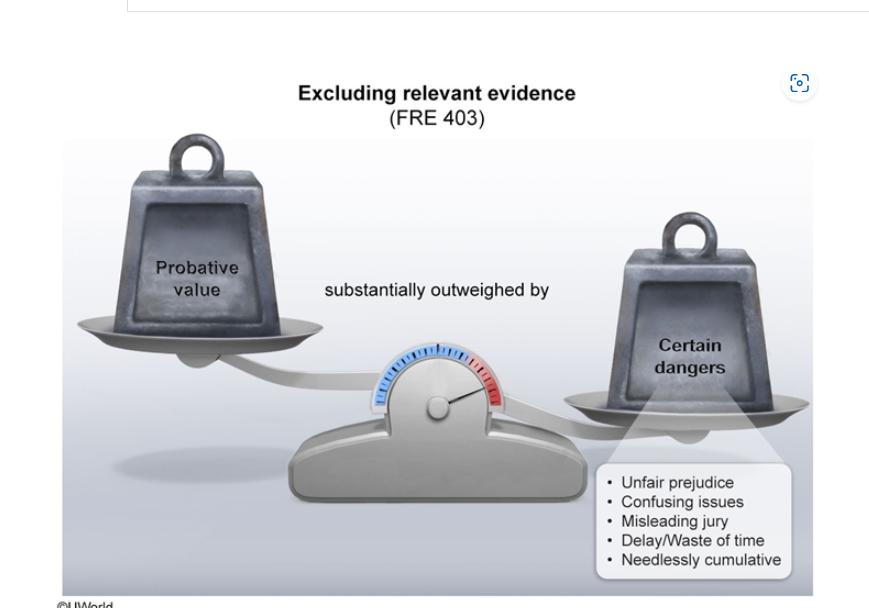 Excluding relevant evidence
(FRE 403)
Probative
value
substantially outweighed by
Certain
dangers
• Unfair prejudice
• Confusing issues
• Misleading jury
• Delay/Waste of time
• Needlessly cumulative
©UWorld